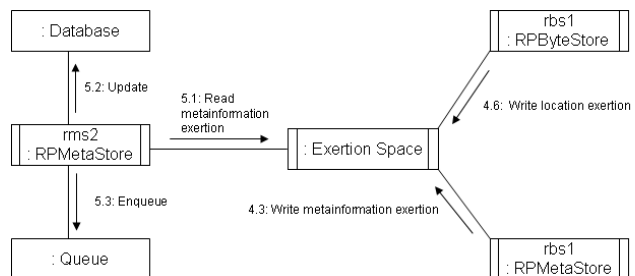 : Database
rbs1
: RPByteStore
5.2: Update
5.1: Read
metainformation
exertion
4.6: Write location exertion
rms2
: RPMetaStore
: Exertion Space
5.3: Enqueue
4.3: Write metainformation exertion
: Queue
rbs1
: RPMetaStore